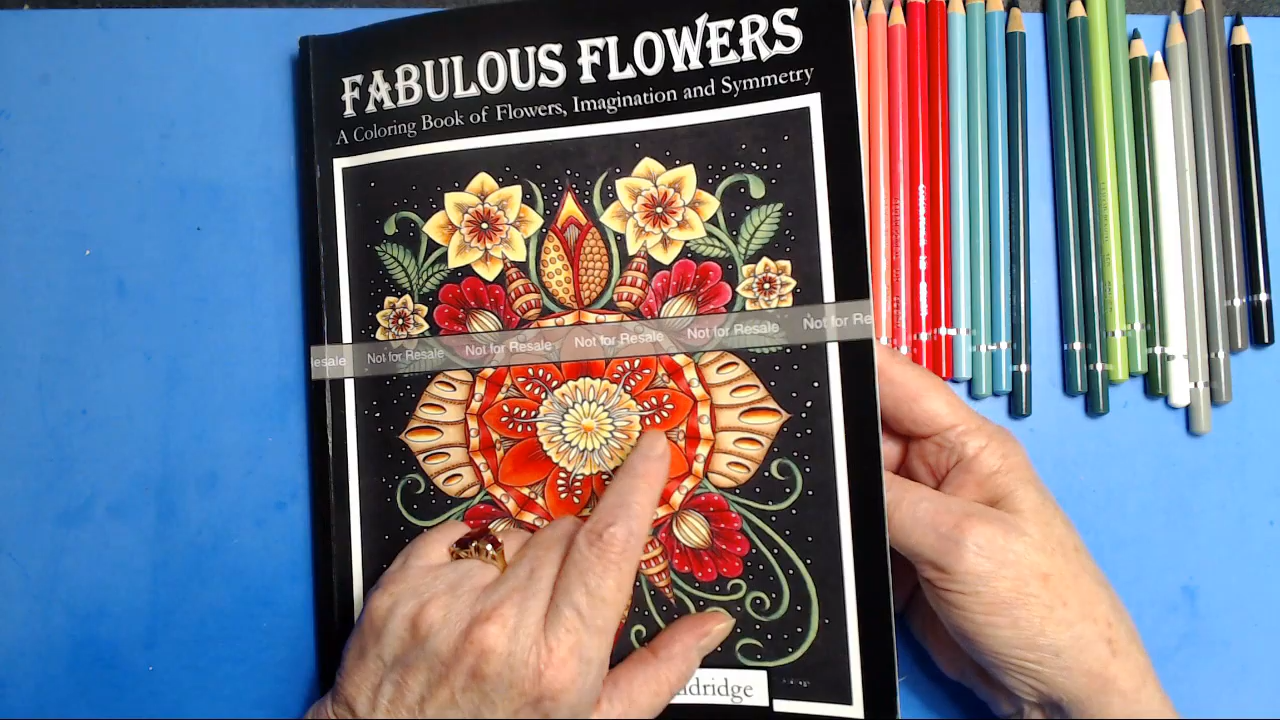 FABULOUS FLOWERS
A Coloring Book of Flowers, Imagination and Symmetry
Not for Resale Not for Resale Not for Resale Not for Resale